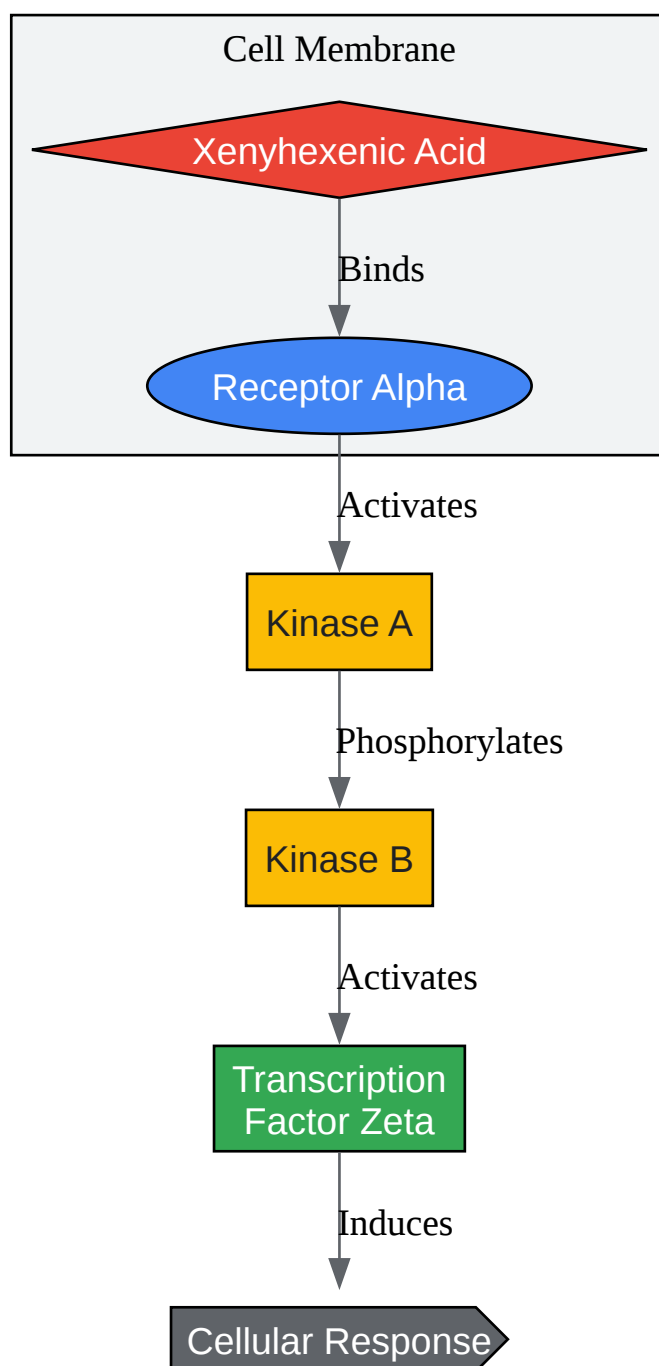 Cell Membrane
Xenyhexenic Acid
Binds
Receptor Alpha
Activates
Kinase A
Phosphorylates
Kinase B
Activates
Transcription
Factor Zeta
Induces
Cellular Response